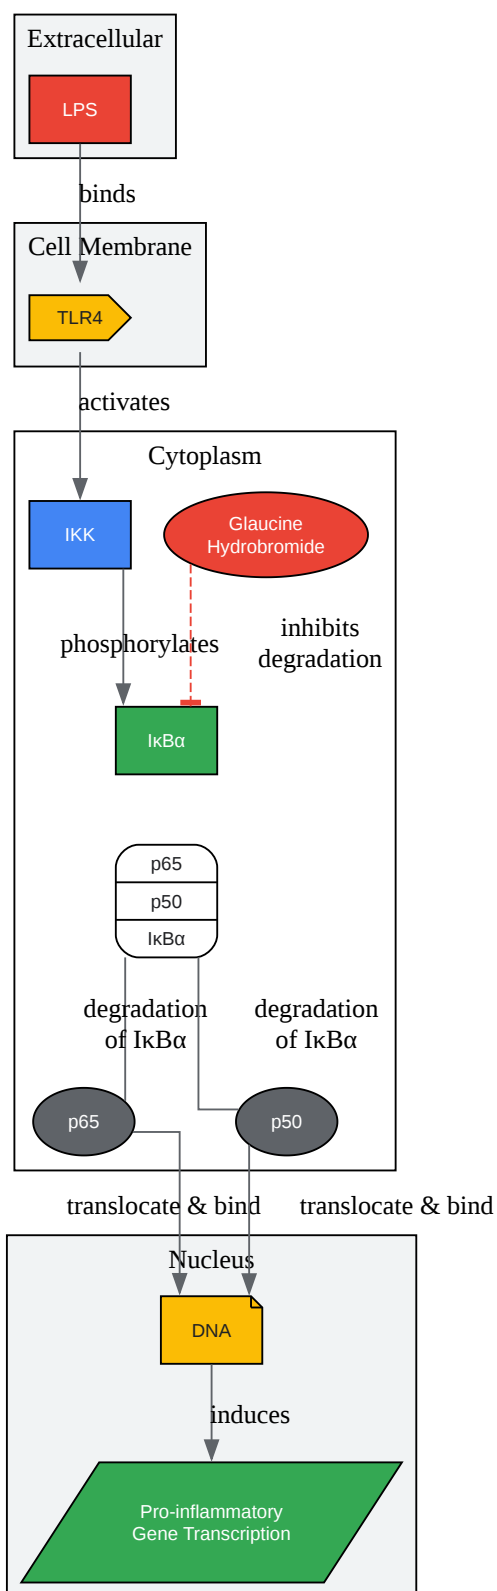 Extracellular
LPS
binds
Cell Membrane
TLR4
activates
Cytoplasm
IKK
Glaucine
Hydrobromide
phosphorylates
inhibits
degradation
IκBα
p65
p50
IκBα
degradation
of IκBα
degradation
of IκBα
p65
p50
translocate & bind
translocate & bind
Nucleus
DNA
induces
Pro-inflammatory
Gene Transcription